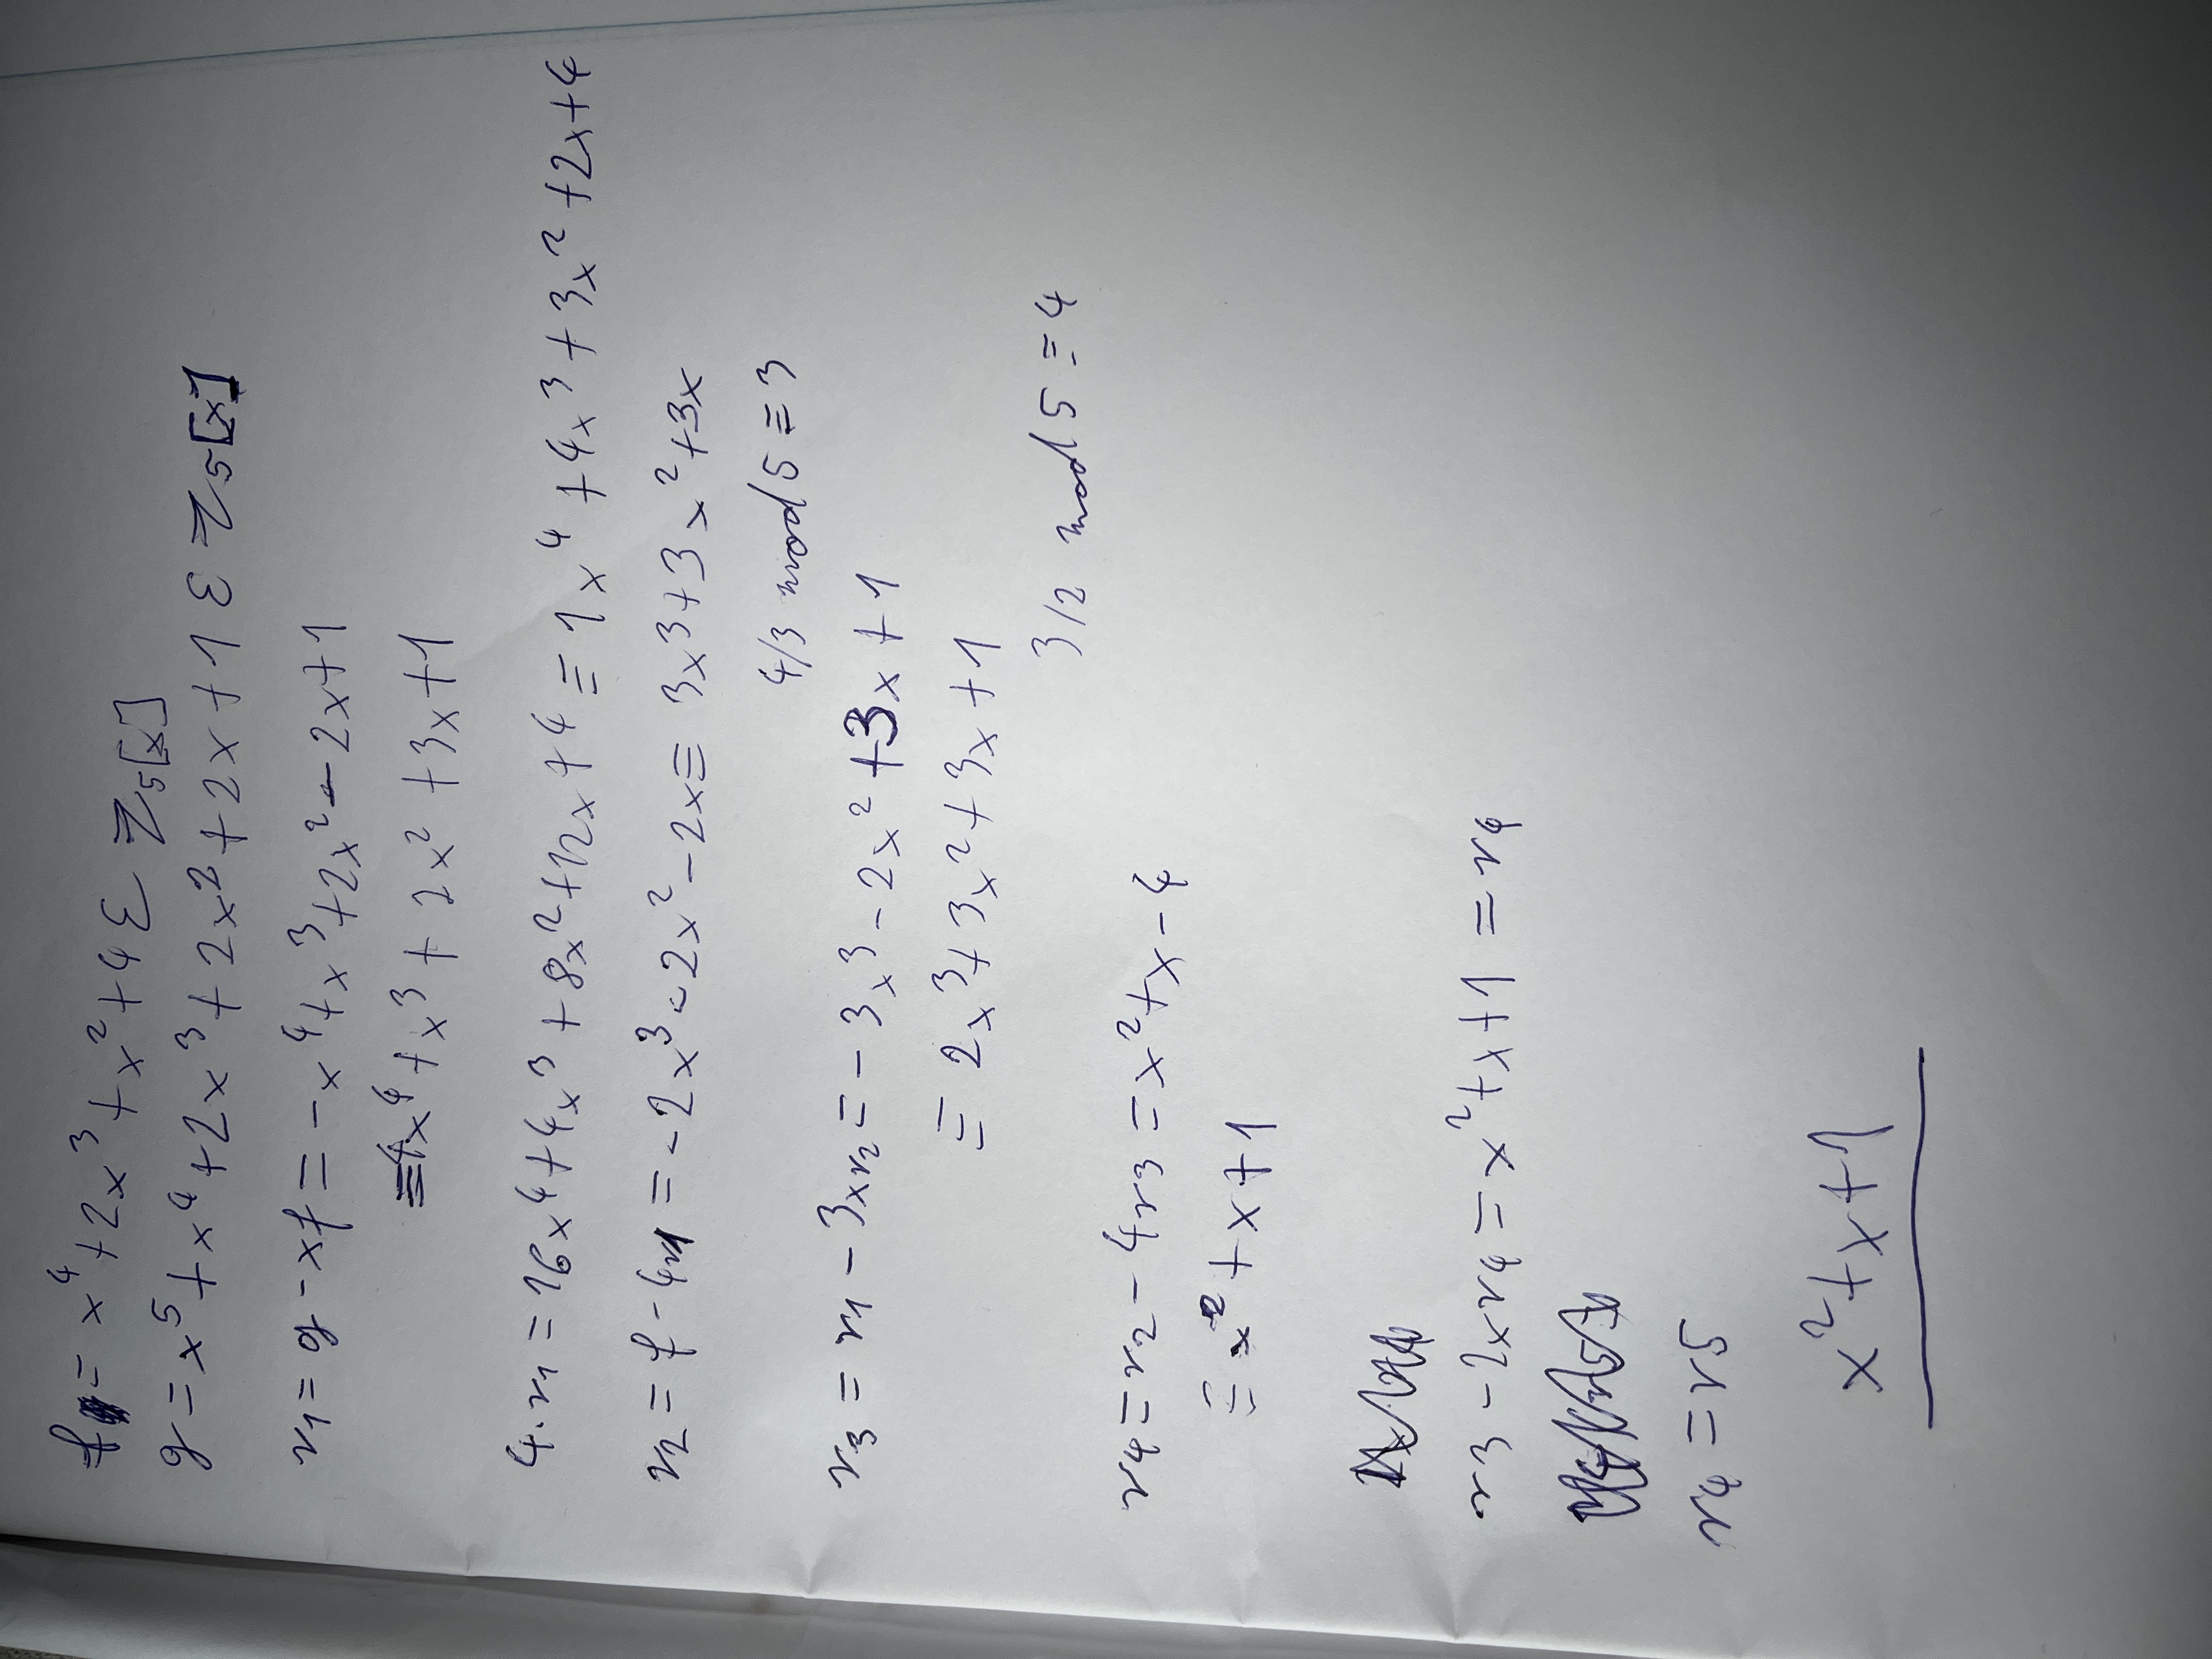 f = x⁴+2x³+x²+4 ε Z₅[x]
g = x⁵+x⁴+2x³+2x²+2x+1 ε Z₅[x]
r₁ = g -xf = -x⁴+x³+2x²-2x+1
≡4x⁴+x³+2x²+3x+1
4·r₁ = 16x⁴+4x³+8x²+12x+4 ≡ 1x⁴+4x³+3x²+2x+4
r₂ = f-4r₁ = -2x³-2x²-2x ≡ 3x³+3x²+3x
4/3 mod 5 ≡ 3
r₃ = r₁ - 3xr₂ = -3x³-2x²+3x+1
≡ 2x³+3x²+3x+1
3/2 mod 5 ≡ 4
r₄ = r₂ - 4r₃ = x²+x-4
≡ x²+x+1
r₃ -2xr₄ = x²+x+1 = r₄
r₄ = r₅
x²+x+1